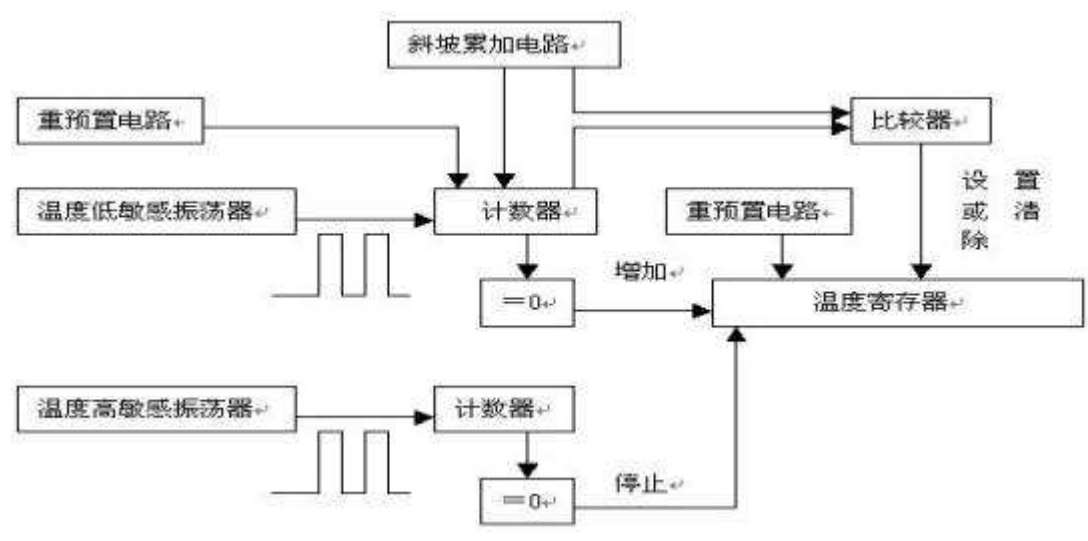 斜坡累加电路
重预置电路
比较器
温度低敏感振荡器
计数器
重预置电路
设 置
或 清
除
增加
=0
温度寄存器
温度高敏感振荡器
计数器
停止
=0